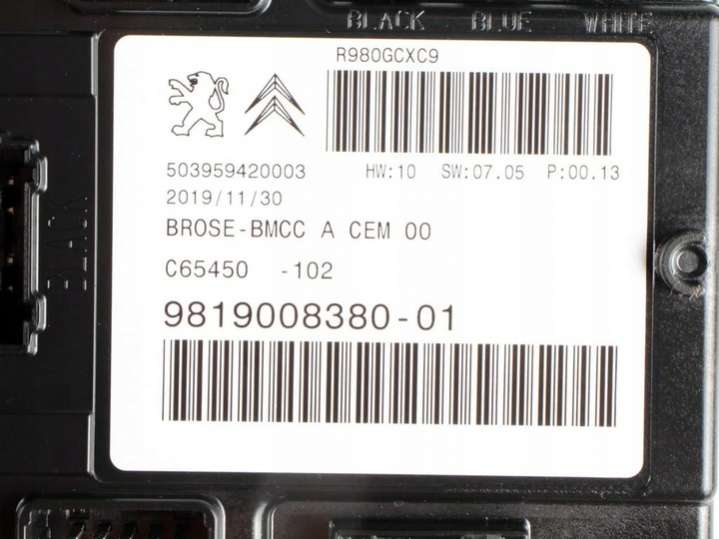 BLACK BLUE WHITE
R980GCXC9
503959420003 HW:10 SW:07.05 P:00.13
2019/11/30
BROSE-BMCC A CEM 00
C65450 -102
9819008380-01